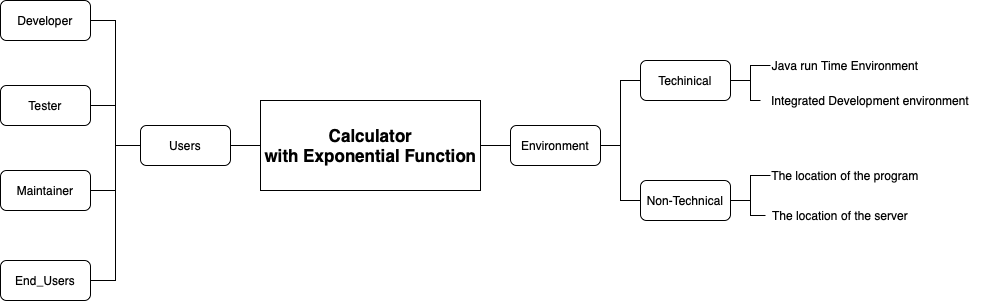 Developer
Tester
Maintainer
End_Users
Users
Calculator
with Exponential Function
Environment
Techinical
Java run Time Environment
Integrated Development environment
Non-Technical
The location of the program
The location of the server